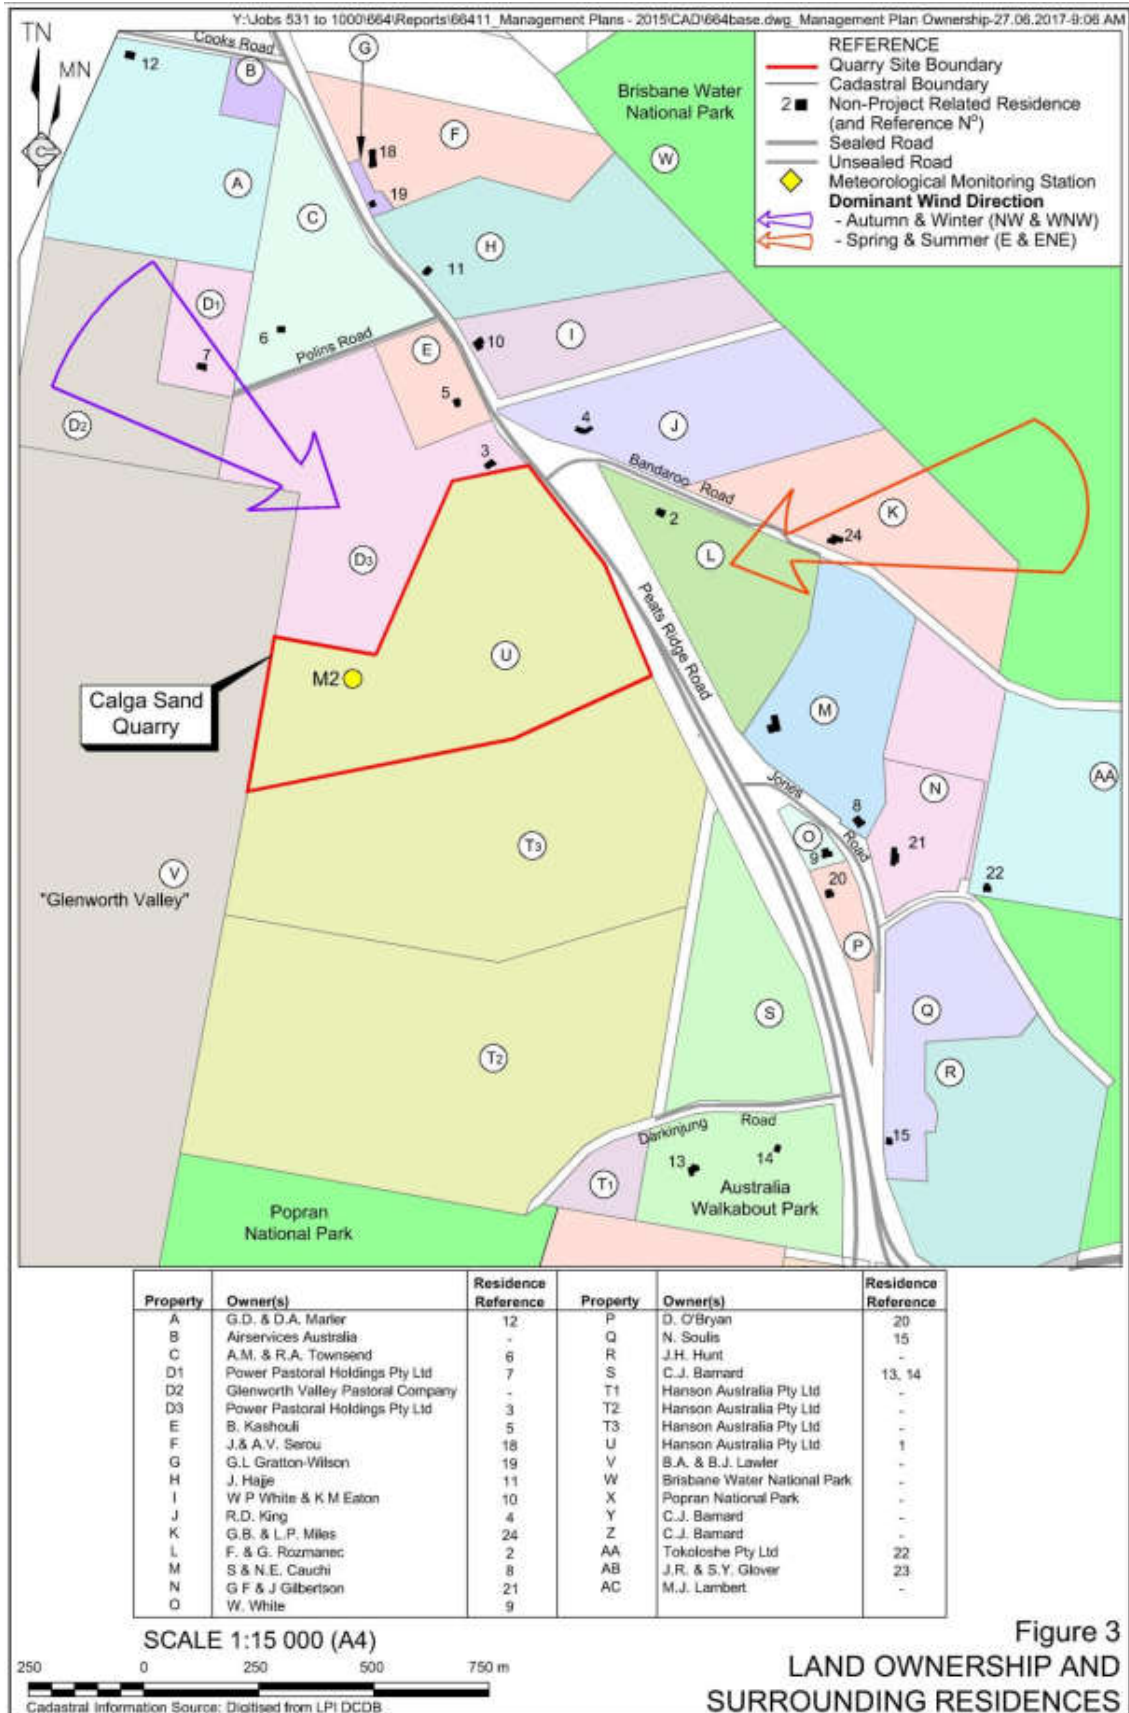 Y:\Jobs 531 to 1000\664\Reports\66411_Management Plans - 2015\CAD\664base.dwg_Management Plan Ownership-27.06.2017-9:06 AM
TN
MN
REFERENCE
Quarry Site Boundary
Cadastral Boundary
2 Non-Project Related Residence
(and Reference Nº)
Sealed Road
Unsealed Road
Meteorological Monitoring Station
Dominant Wind Direction
- Autumn & Winter (NW & WNW)
- Spring & Summer (E & ENE)
Cooks Road
12
G
B
Brisbane Water
National Park
F
18
W
A
19
C
H
11
D1
6
Polins Road
10
I
E
7
5
D2
4
J
3
Bandaroo Road
2
K
24
L
D3
Peats Ridge Road
U
M2
Calga Sand
Quarry
M
Jones Road
AA
N
8
O
9
21
T3
V
"Glenworth Valley"
20
22
P
S
Q
T2
R
Darkinjung Road
15
13
14
T1
Australia
Walkabout Park
Popran
National Park
Property Owner(s) Residence Reference Property Owner(s) Residence Reference
A G.D. & D.A. Marler 12 P D. O'Bryan 20
B Airservices Australia - Q N. Soulis 15
C A.M. & R.A. Townsend 6 R J.H. Hunt -
D1 Power Pastoral Holdings Pty Ltd 7 S C.J. Barnard 13, 14
D2 Glenworth Valley Pastoral Company - T1 Hanson Australia Pty Ltd -
D3 Power Pastoral Holdings Pty Ltd 3 T2 Hanson Australia Pty Ltd -
E B. Kashouli 5 T3 Hanson Australia Pty Ltd -
F J.& A.V. Serou 18 U Hanson Australia Pty Ltd 1
G G.L Gratton-Wilson 19 V B.A. & B.J. Lawler -
H J. Hajje 11 W Brisbane Water National Park -
I W P White & K M Eaton 10 X Popran National Park -
J R.D. King 4 Y C.J. Barnard -
K G.B. & L.P. Miles 24 Z C.J. Barnard -
L F. & G. Rozmanec 2 AA Tokoloshe Pty Ltd 22
M S & N.E. Cauchi 8 AB J.R. & S.Y. Glover 23
N G F & J Gilbertson 21 AC M.J. Lambert -
O W. White 9
SCALE 1:15 000 (A4)
250 0 250 500 750 m
Cadastral Information Source: Digitised from LPI DCDB
Figure 3
LAND OWNERSHIP AND
SURROUNDING RESIDENCES